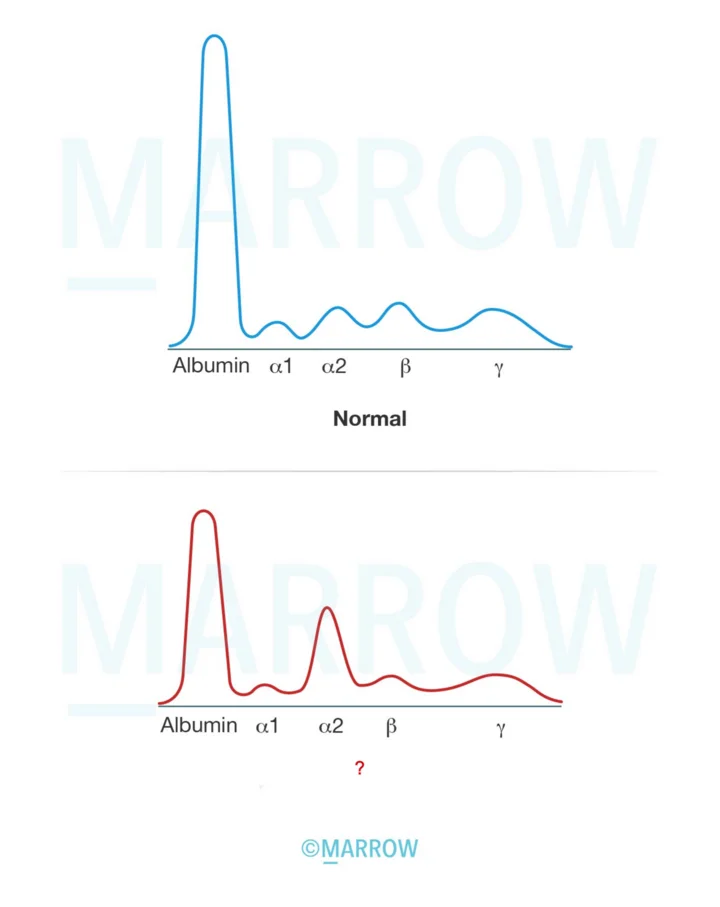 MARROW
Albumin α1 α2 β γ
Normal
MARROW
Albumin α1 α2 β γ
?
©MARROW